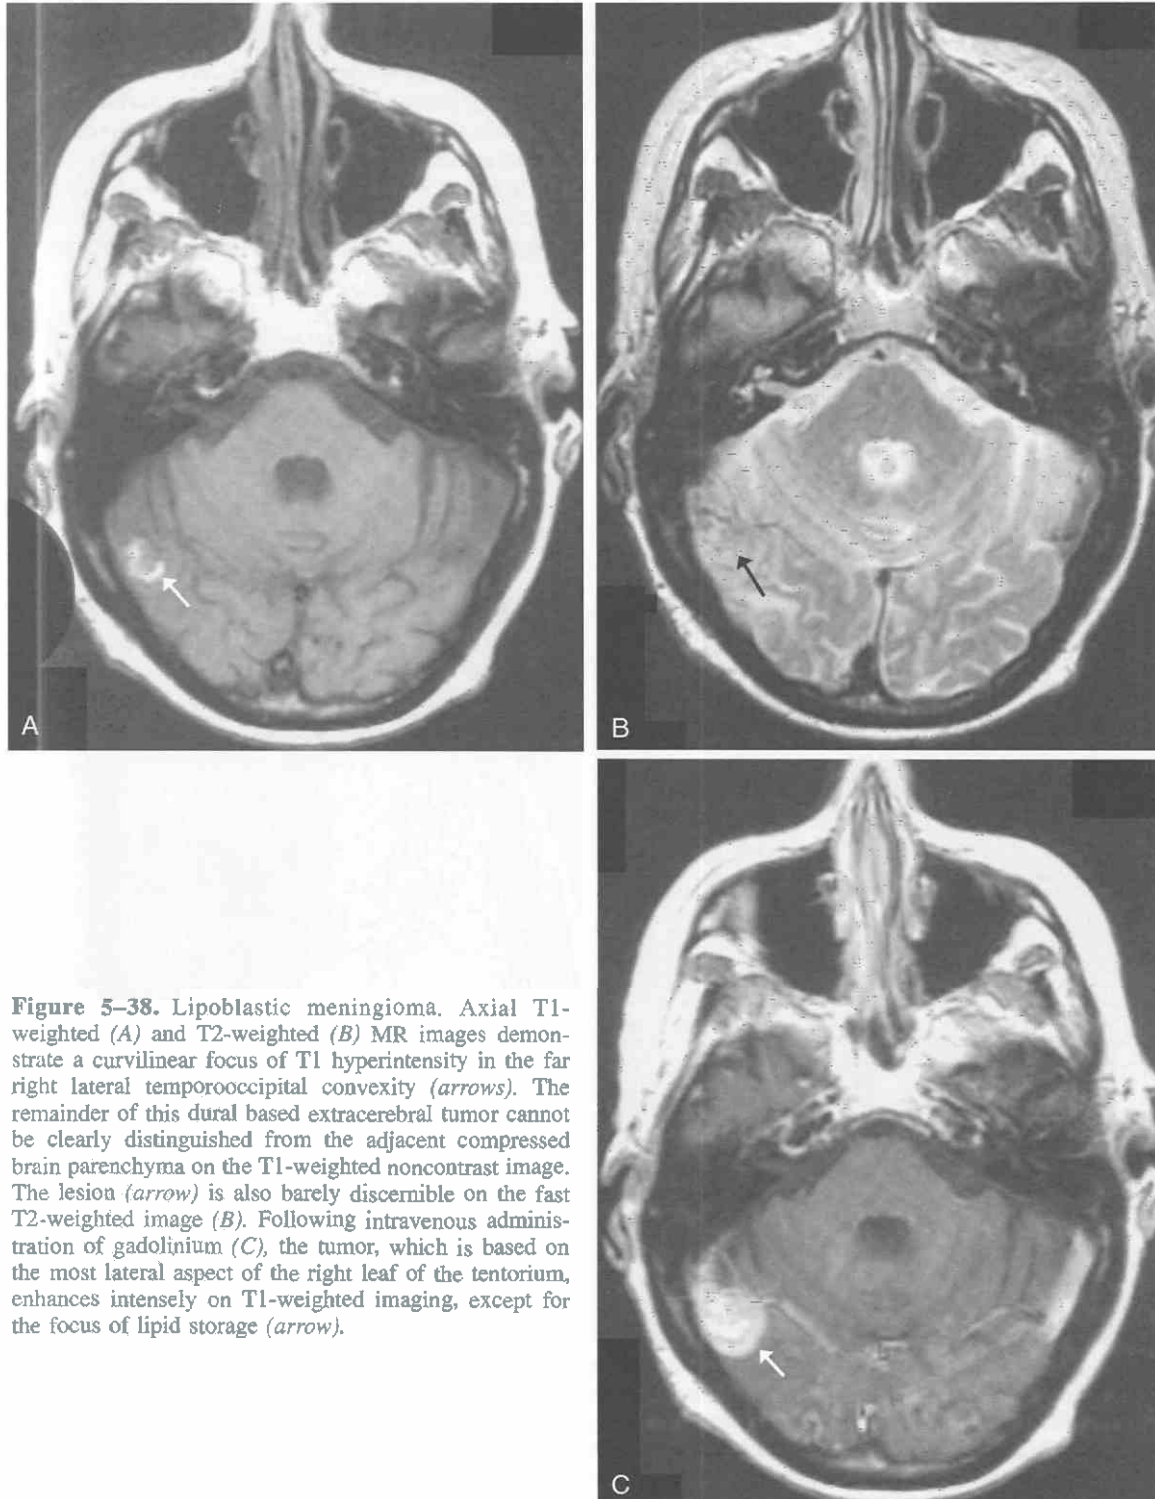 A
B
Figure 5–38. Lipoblastic meningioma. Axial T1-
weighted (A) and T2-weighted (B) MR images demon-
strate a curvilinear focus of T1 hyperintensity in the far
right lateral temporooccipital convexity (arrows). The
remainder of this dural based extracerebral tumor cannot
be clearly distinguished from the adjacent compressed
brain parenchyma on the T1-weighted noncontrast image.
The lesion (arrow) is also barely discernible on the fast
T2-weighted image (B). Following intravenous adminis-
tration of gadolinium (C), the tumor, which is based on
the most lateral aspect of the right leaf of the tentorium,
enhances intensely on T1-weighted imaging, except for
the focus of lipid storage (arrow).
C